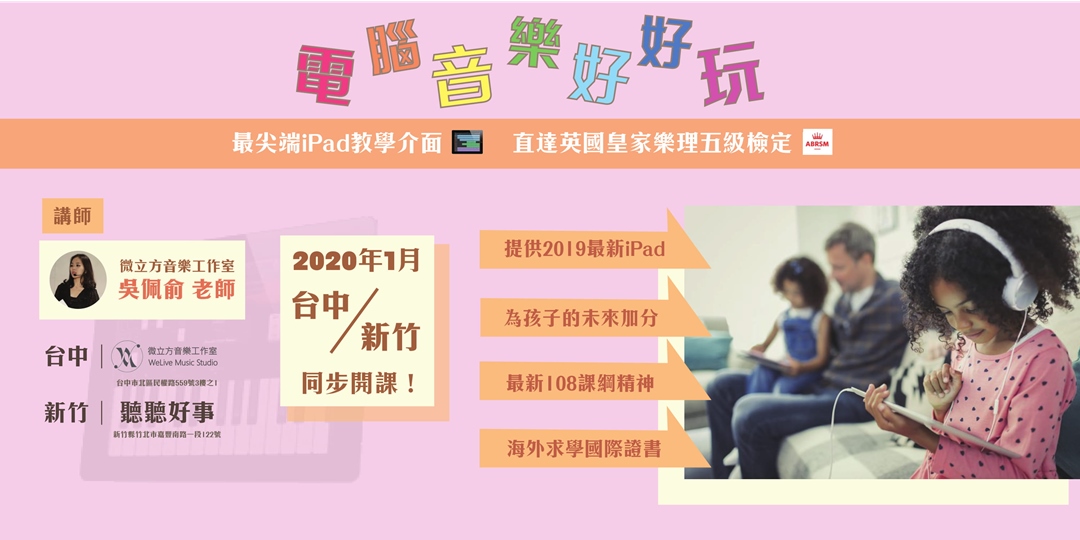 電腦音樂好好玩
最尖端iPad教學介面
直達英國皇家樂理五級檢定
ABRSM
講師
微立方音樂工作室
吳佩俞 老師
台中
微立方音樂工作室
WeLive Music Studio
台中市北區民權路559號3樓之1
新竹
聽聽好事
新竹縣竹北市嘉豐南路一段122號
2020年1月
台中/新竹
同步開課！
提供2019最新iPad
為孩子的未來加分
最新108課綱精神
海外求學國際證書